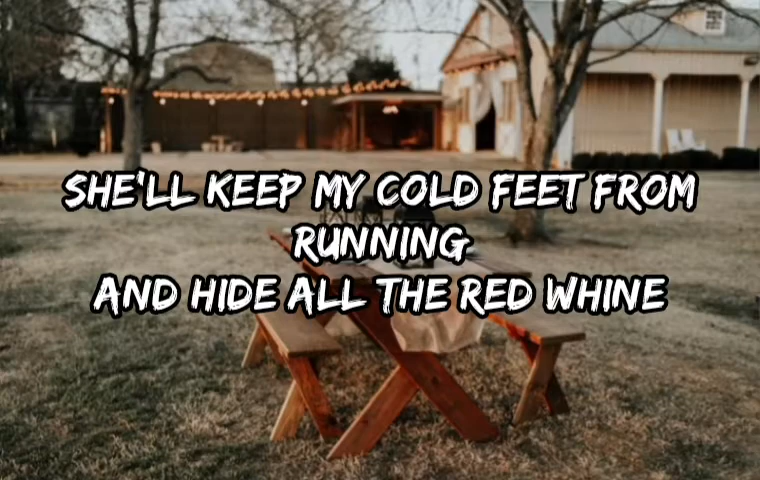 SHE'LL KEEP MY COLD FEET FROM
RUNNING
AND HIDE ALL THE RED WHINE